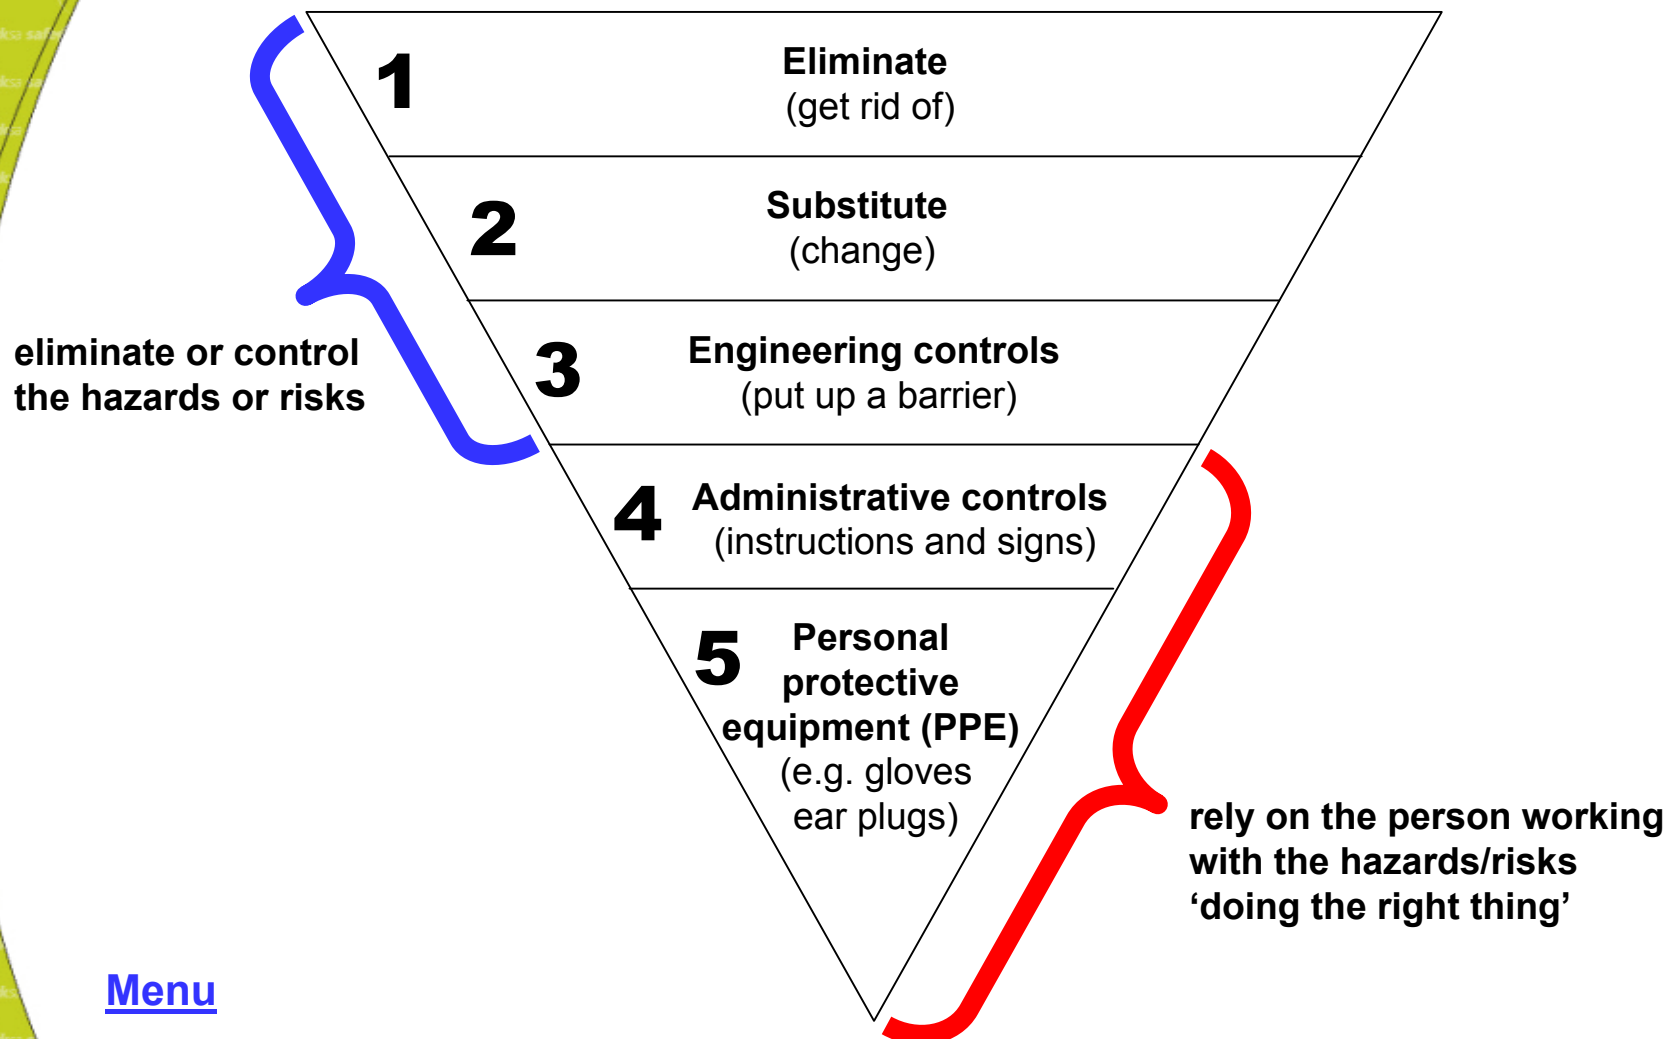 1
Eliminate
(get rid of)
2
Substitute
(change)
3
Engineering controls
(put up a barrier)
eliminate or control
the hazards or risks
4
Administrative controls
(instructions and signs)
5
Personal
protective
equipment (PPE)
(e.g. gloves
ear plugs)
rely on the person working
with the hazards/risks
‘doing the right thing’
Menu